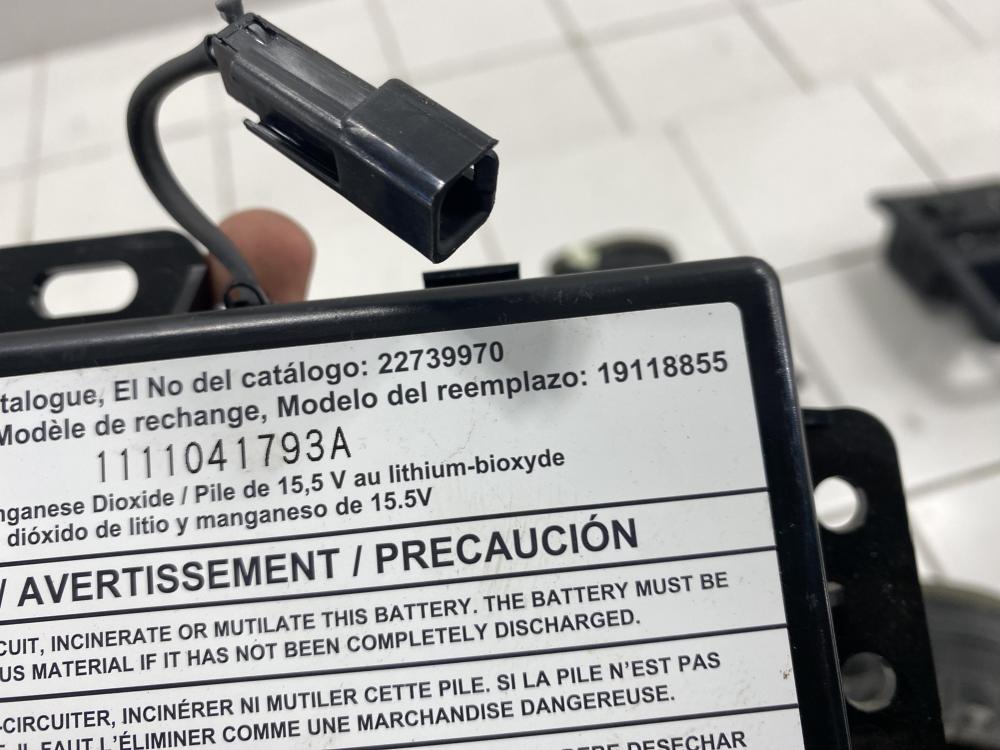 talogue, El No del catálogo: 22739970
Modèle de rechange, Modelo del reemplazo: 19118855
1111041793A
nganese Dioxide / Pile de 15,5 V au lithium-bioxyde
dióxido de litio y manganeso de 15.5V
/ AVERTISSEMENT / PRECAUCIÓN
CUIT, INCINERATE OR MUTILATE THIS BATTERY. THE BATTERY MUST BE
US MATERIAL IF IT HAS NOT BEEN COMPLETELY DISCHARGED.
-CIRCUITER, INCINÉRER NI MUTILER CETTE PILE. SI LA PILE N'EST PAS
IL FAUT L'ÉLIMINER COMME UNE MARCHANDISE DANGEREUSE.
DEBE DESECHAR